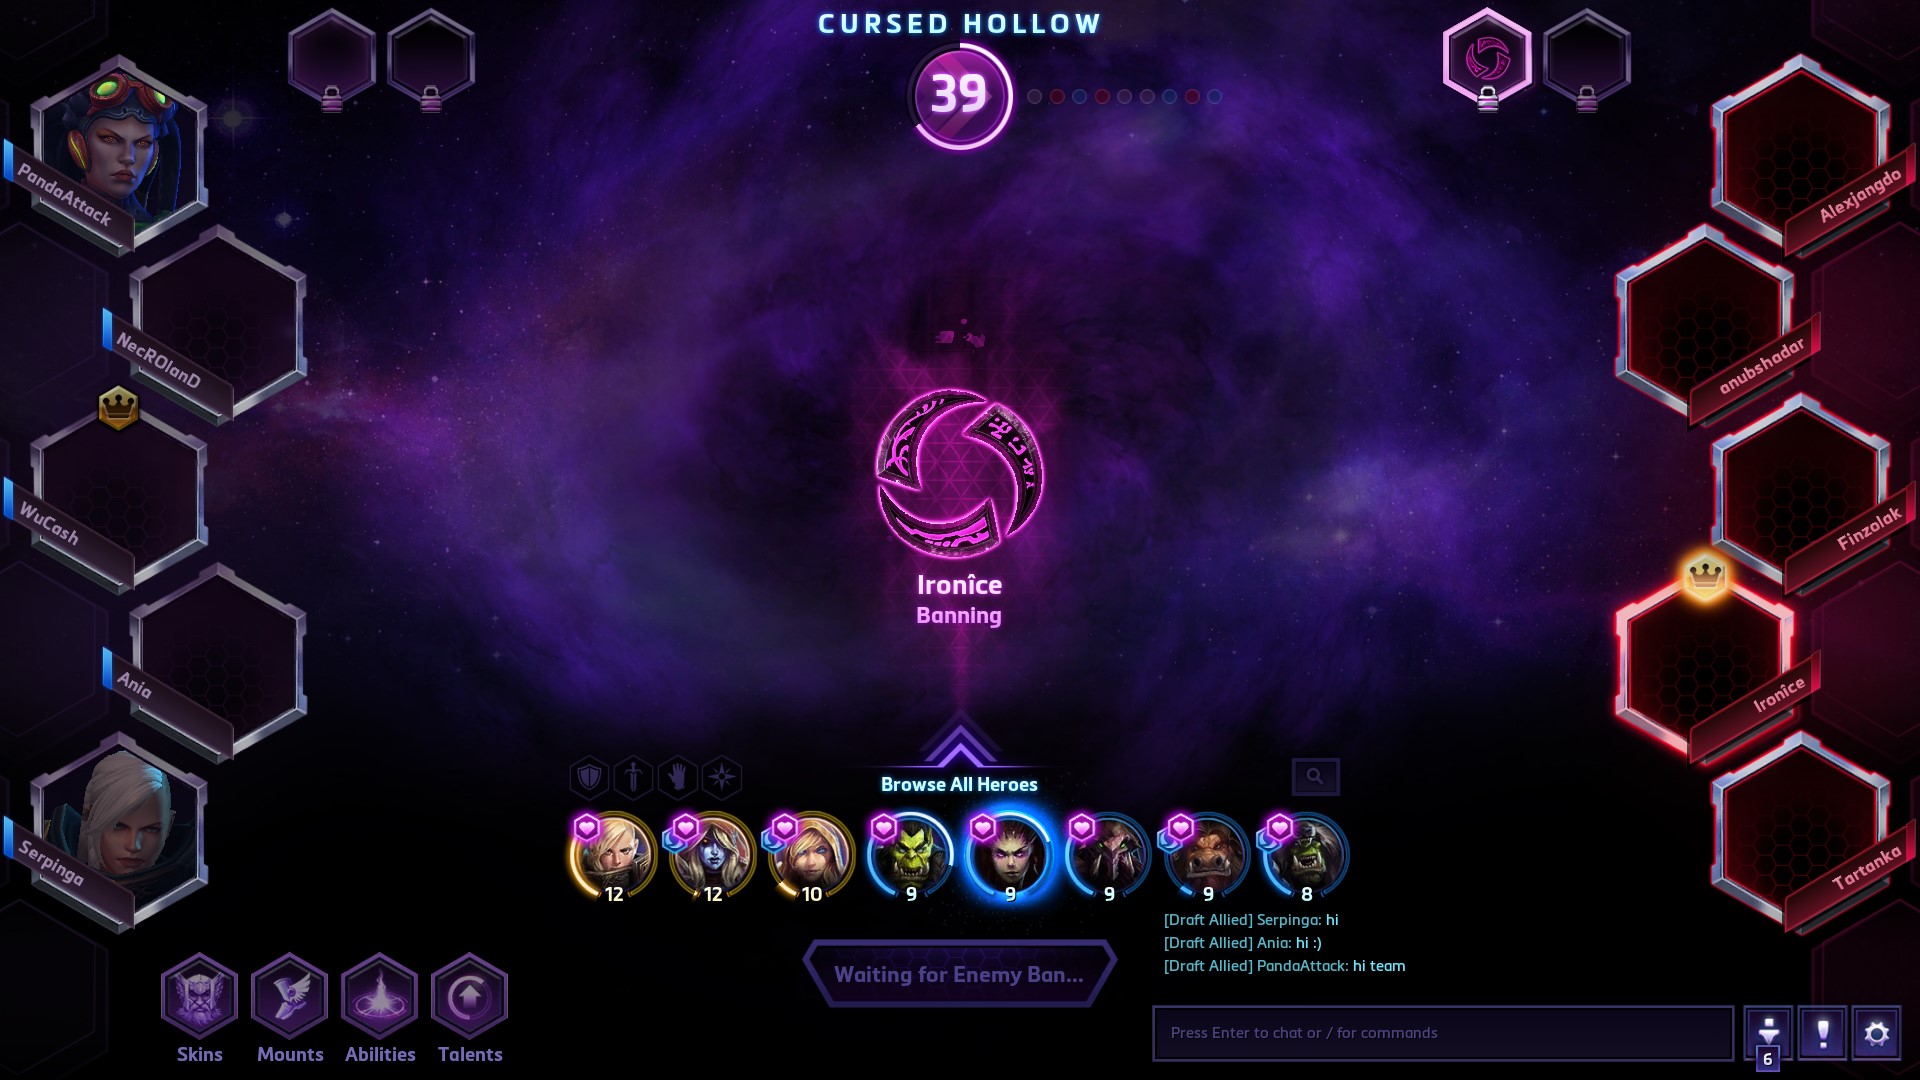 CURSED HOLLOW
39
PandaAttack
NecROlanD
WuCash
Ania
Serpinga
Alexjangdo
anubshadar
Finzolak
Ironîce
Tartanka
Ironîce
Banning
Browse All Heroes
12
12
10
9
9
9
9
8
[Draft Allied] Serpinga: hi
[Draft Allied] Ania: hi :)
[Draft Allied] PandaAttack: hi team
Waiting for Enemy Ban...
Press Enter to chat or / for commands
6
Skins
Mounts
Abilities
Talents